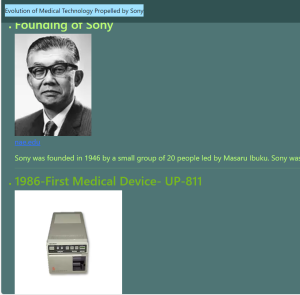 Evolution of Medical Technology Propelled by Sony
Founding of Sony
Sony was founded in 1946 by a small group of 20 people led by Masaru Ibuku. Sony was
1986-First Medical Device- UP-811